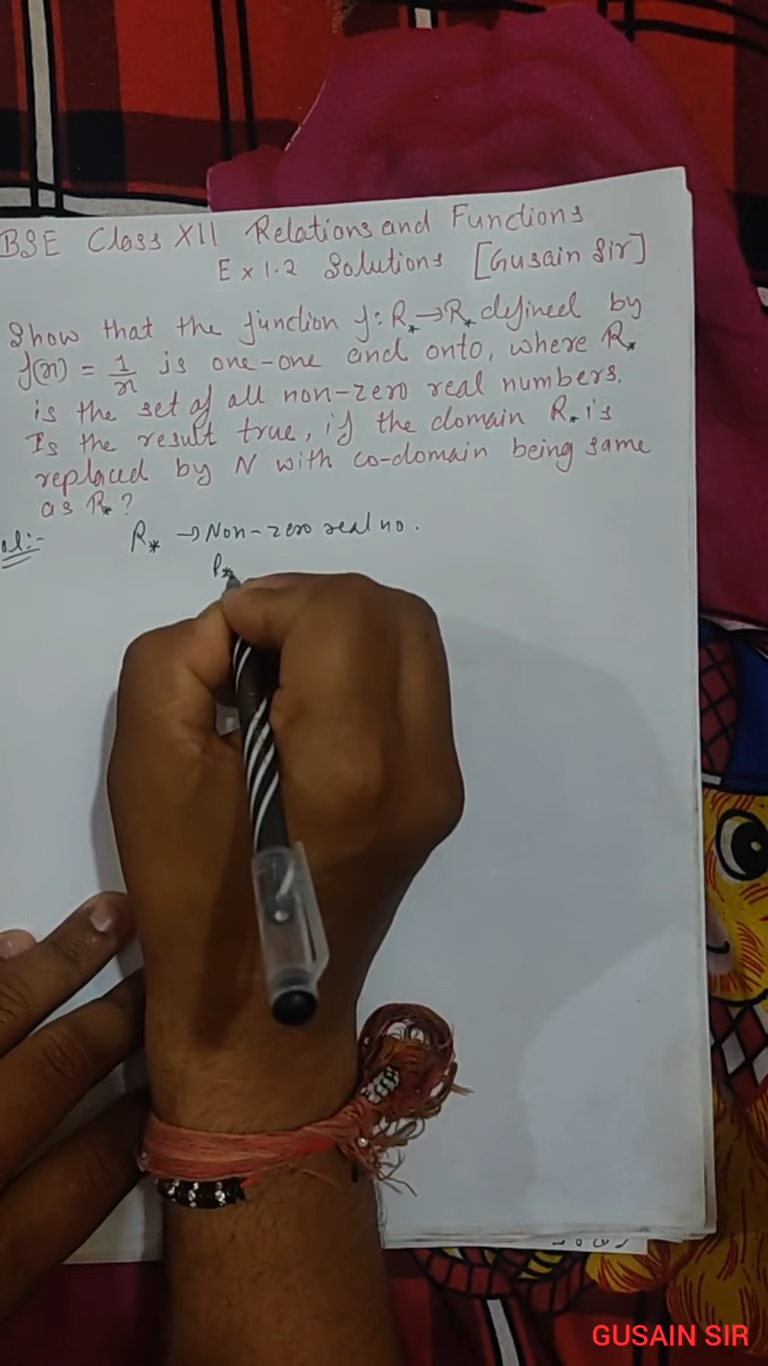 BSE Class XII Relations and Functions
Ex 1.2 Solutions [Gusain Sir]
Show that the function f: R* → R* defined by
f(x) = 1/x is one-one and onto, where R*
is the set of all non-zero real numbers.
Is the result true, if the domain R* is
replaced by N with co-domain being same
as R*?
R* → Non-zero real no.
R*
GUSAIN SIR